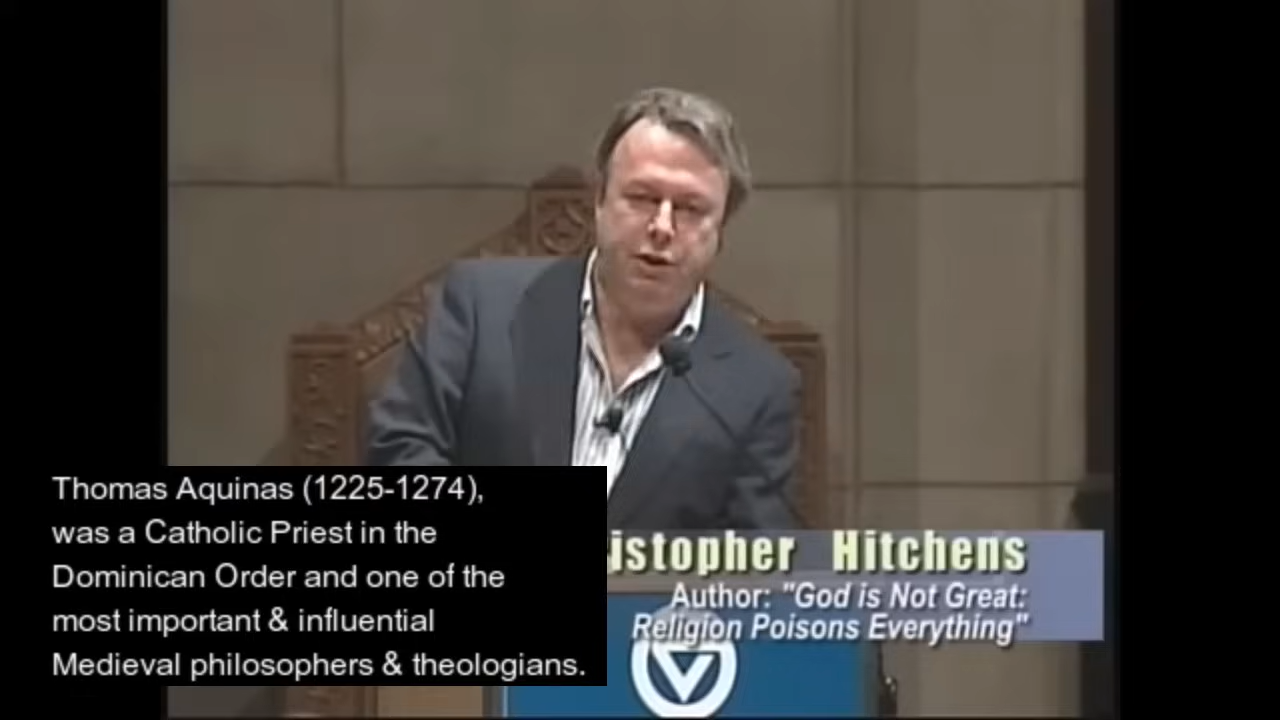 Thomas Aquinas (1225-1274),
was a Catholic Priest in the
Dominican Order and one of the
most important & influential
Medieval philosophers & theologians.
istopher Hitchens
Author: "God is Not Great:
Religion Poisons Everything"